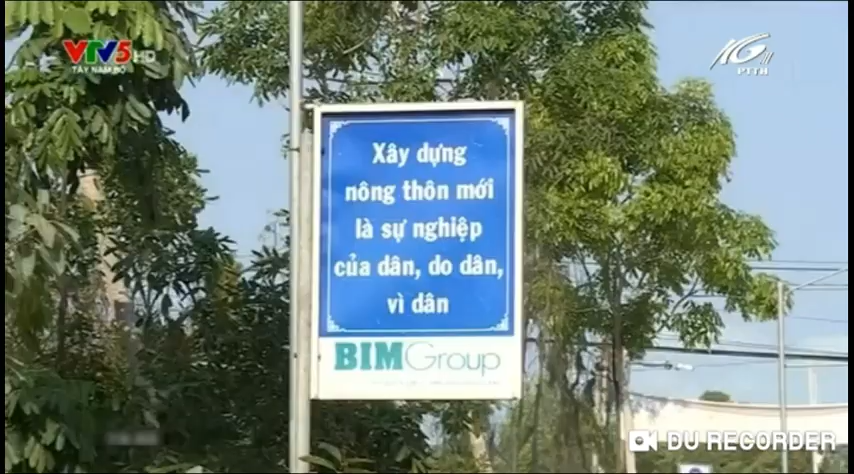 VTV5 HD
TÂY NAM BỘ
KG
PTTH
Xây dựng
nông thôn mới
là sự nghiệp
của dân, do dân,
vì dân
BIMGroup
DU RECORDER